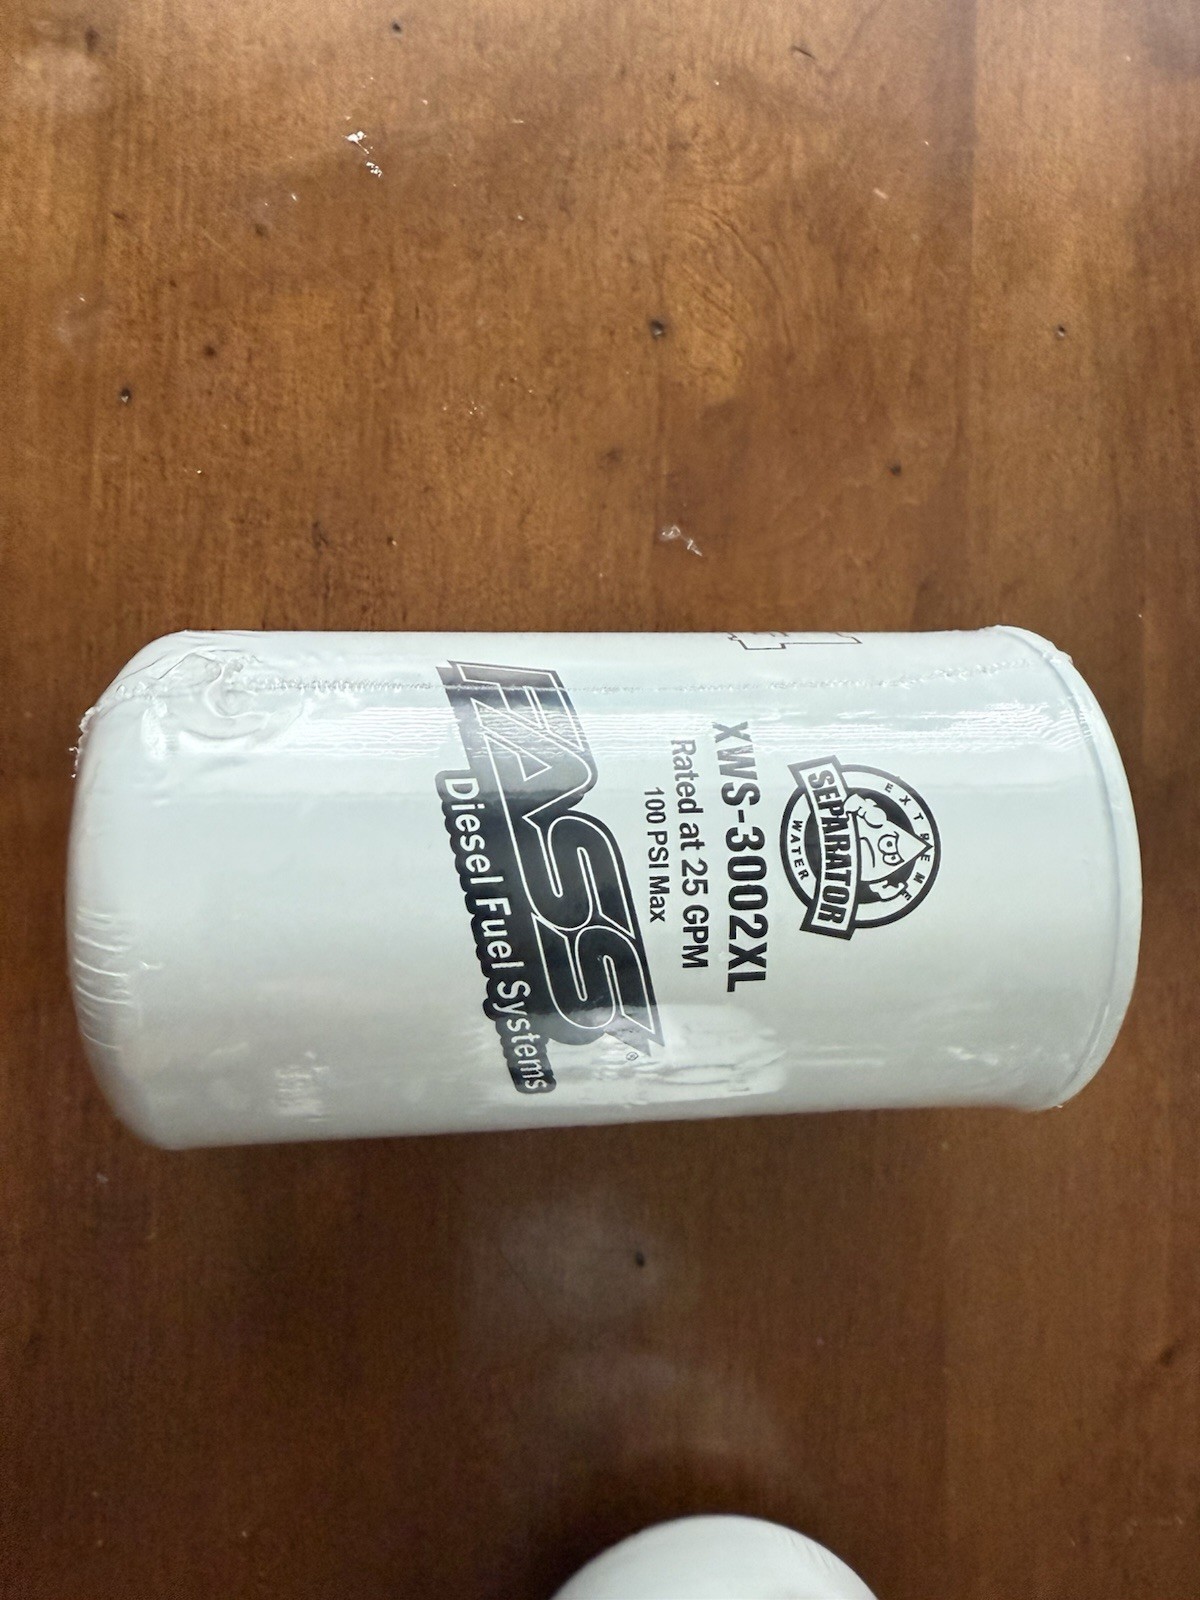 EXTREME
SEPARATOR
WATER
XWS-3002XL
Rated at 25 GPM
100 PSI Max
FASS®
Diesel Fuel Systems